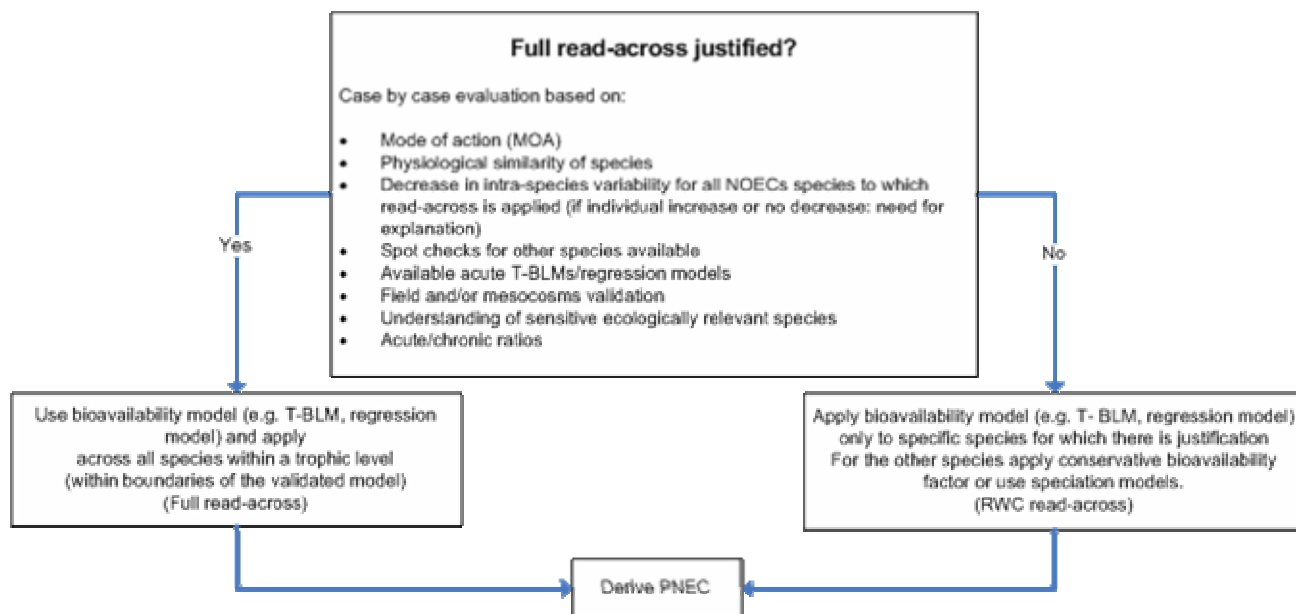 Full read-across justified?
Case by case evaluation based on:
• Mode of action (MOA)
• Physiological similarity of species
• Decrease in intra-species variability for all NOECs species to which
read-across is applied (if individual increase or no decrease: need for
explanation)
• Spot checks for other species available
• Available acute T-BLMs/regression models
• Field and/or mesocosms validation
• Understanding of sensitive ecologically relevant species
• Acute/chronic ratios
Yes
No
Use bioavailability model (e.g. T-BLM, regression
model) and apply
across all species within a trophic level
(within boundaries of the validated model)
(Full read-across)
Apply bioavailability model (e.g. T- BLM, regression model)
only to specific species for which there is justification
For the other species apply conservative bioavailability
factor or use speciation models.
(RWC read-across)
Derive PNEC